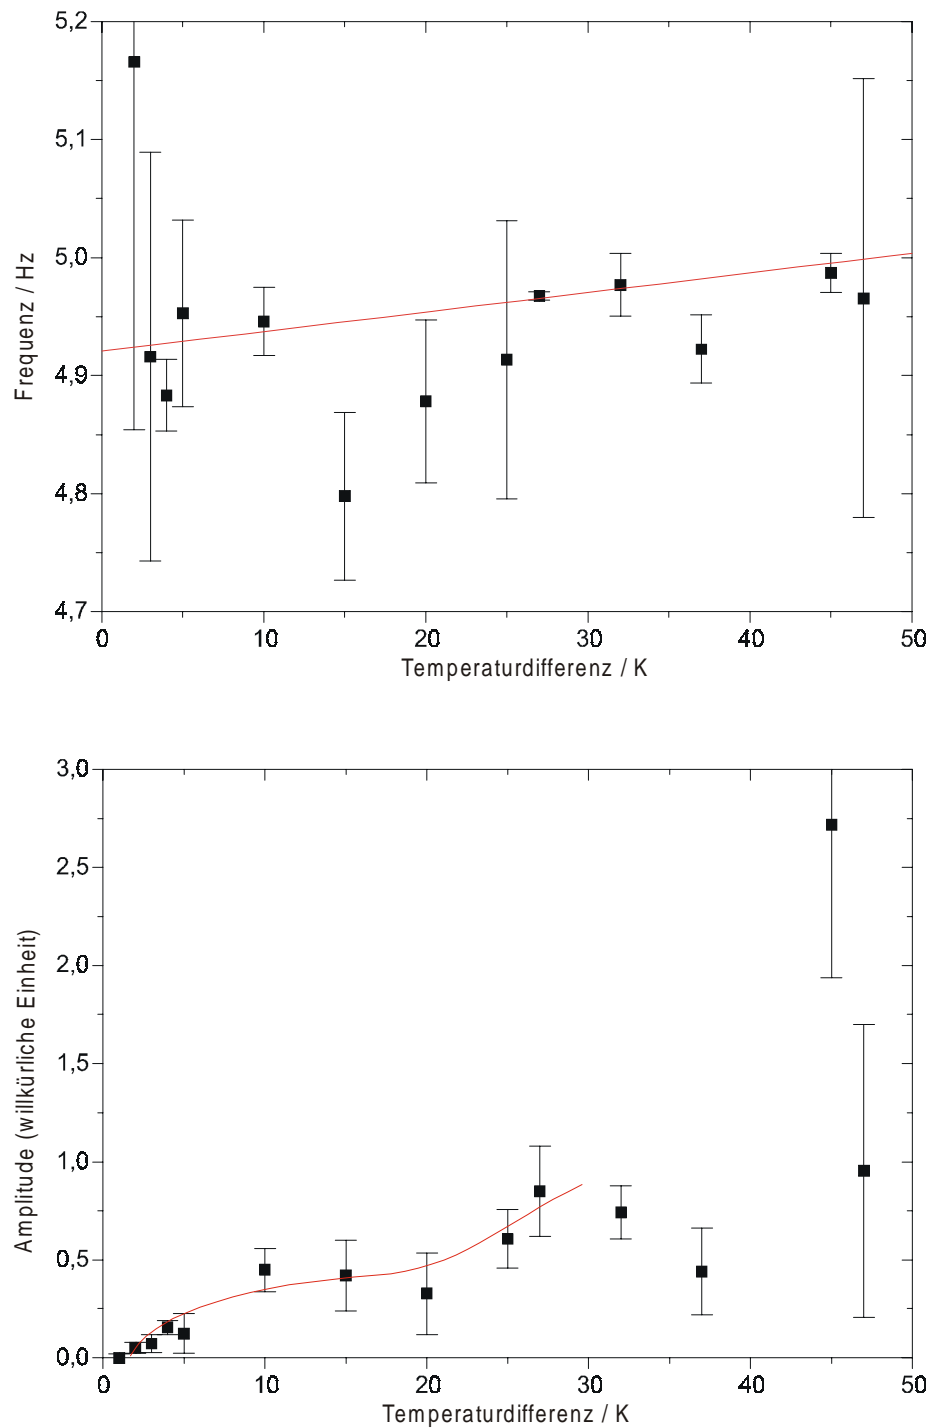 5,2
5,1
5,0
4,9
4,8
4,7
Frequenz / Hz
0 10 20 30 40 50
Temperaturdifferenz / K
3,0
2,5
2,0
1,5
1,0
0,5
0,0
Amplitude (willkürliche Einheit)
0 10 20 30 40 50
Temperaturdifferenz / K